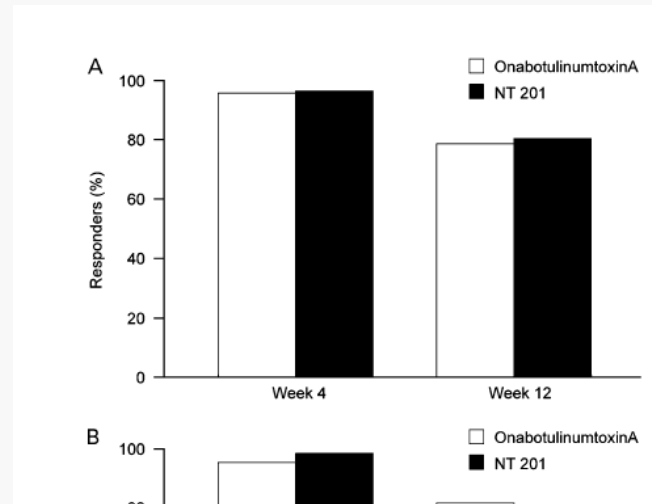 A
OnabotulinumtoxinA
NT 201
100
80
60
40
20
0
Responders (%)
Week 4
Week 12
B
OnabotulinumtoxinA
NT 201
100